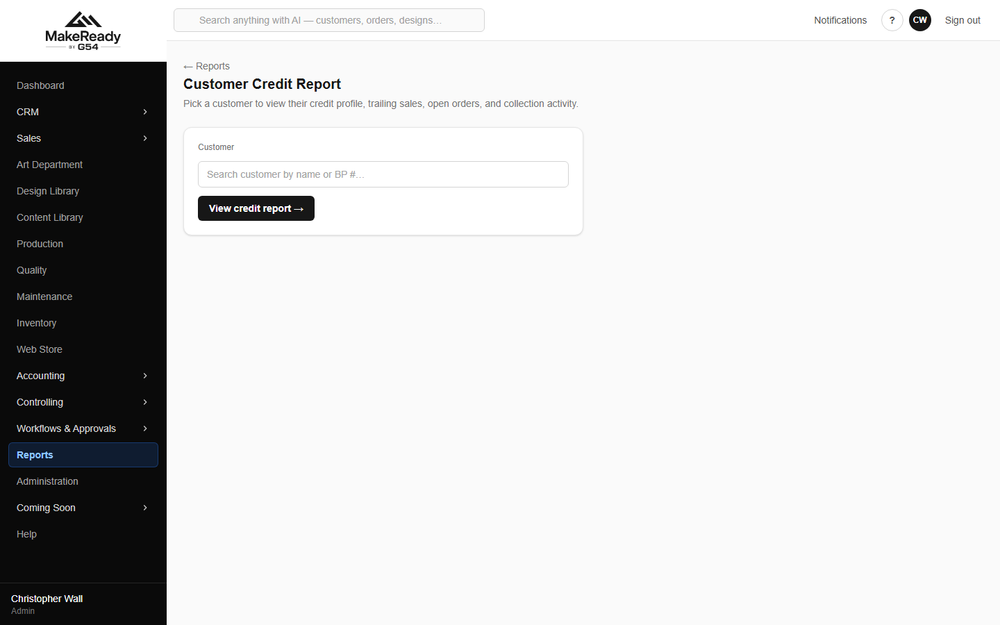 MakeReady
BY G54
Search anything with AI — customers, orders, designs...
Notifications
?
CW
Sign out
Dashboard
CRM
Sales
Art Department
Design Library
Content Library
Production
Quality
Maintenance
Inventory
Web Store
Accounting
Controlling
Workflows & Approvals
Reports
Administration
Coming Soon
Help
Christopher Wall
Admin
← Reports
Customer Credit Report
Pick a customer to view their credit profile, trailing sales, open orders, and collection activity.
Customer
Search customer by name or BP #...
View credit report →